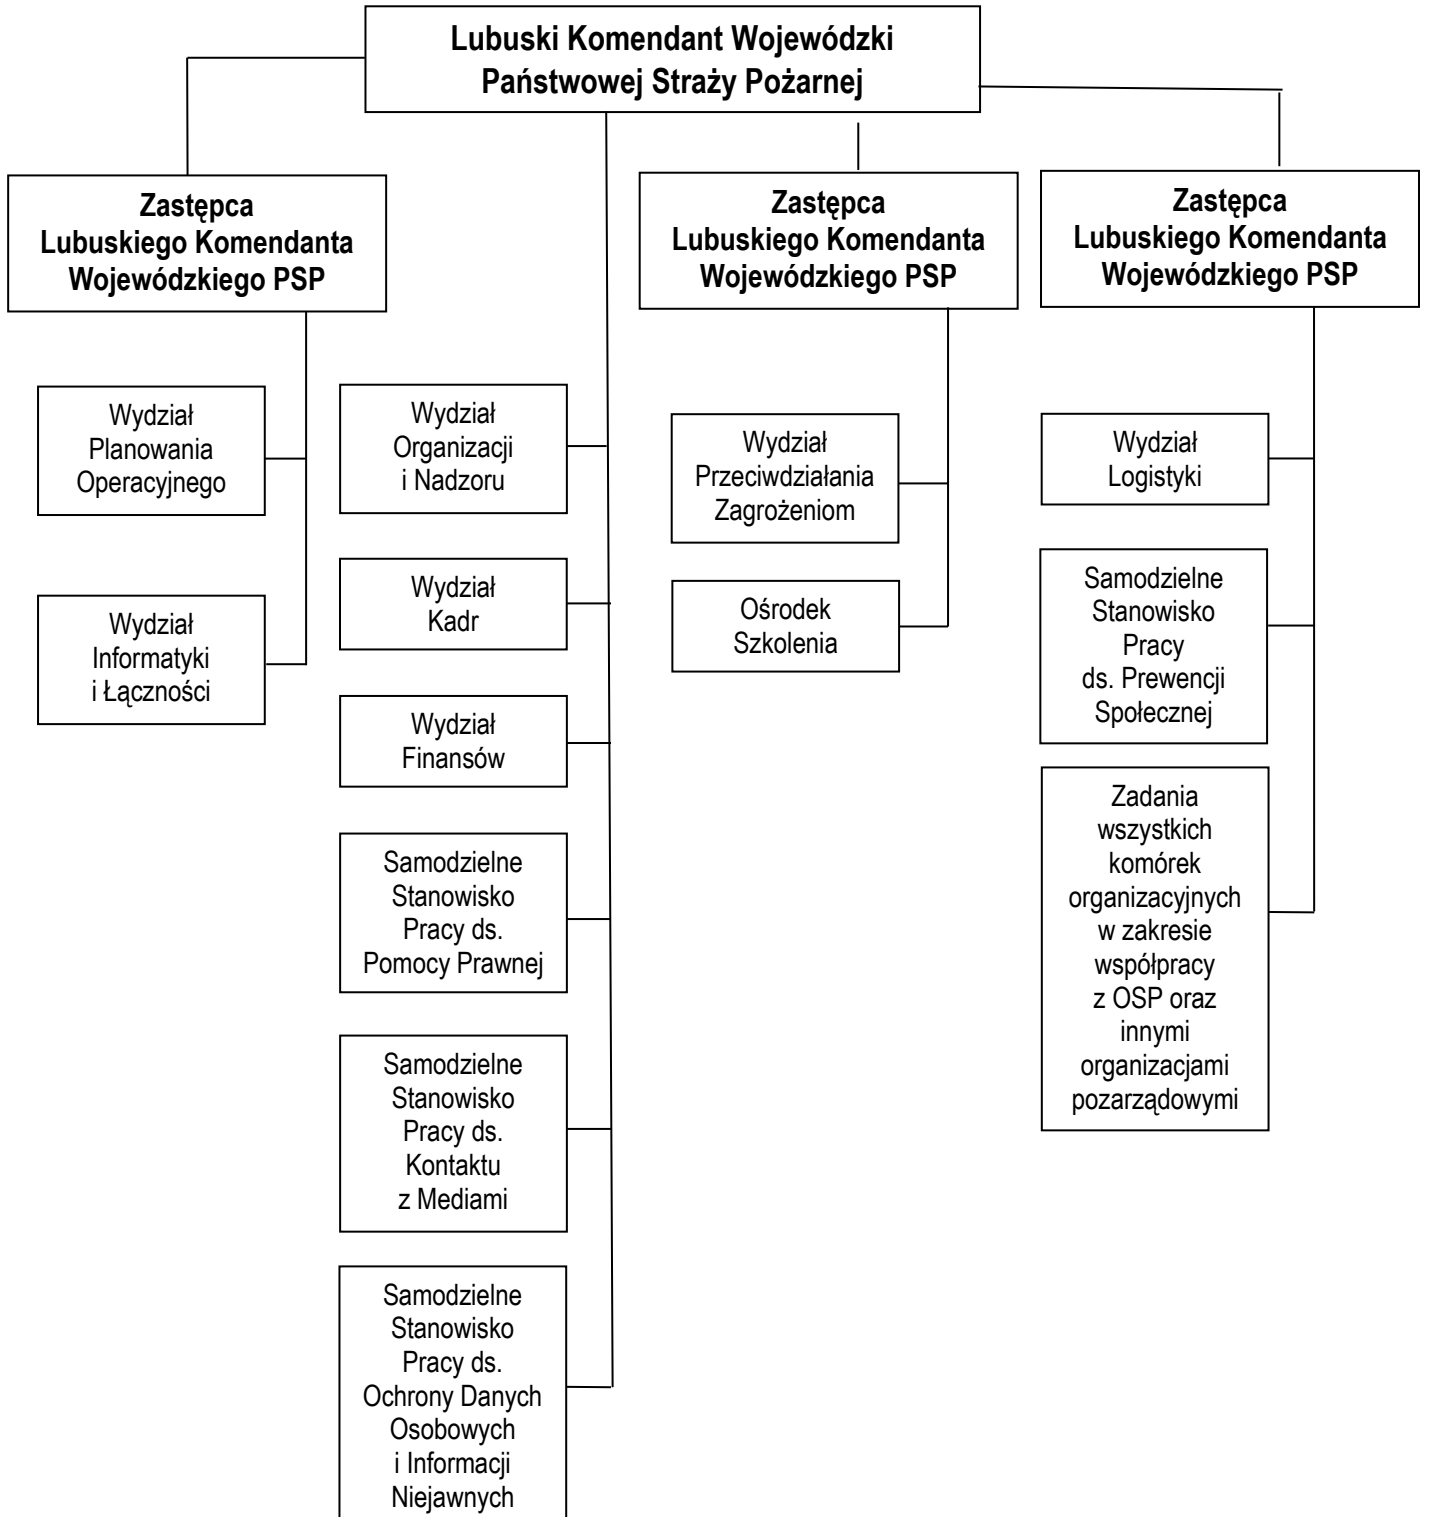 Lubuski Komendant Wojewódzki
Państwowej Straży Pożarnej
Zastępca
Lubuskiego Komendanta
Wojewódzkiego PSP
Zastępca
Lubuskiego Komendanta
Wojewódzkiego PSP
Zastępca
Lubuskiego Komendanta
Wojewódzkiego PSP
Wydział
Planowania
Operacyjnego
Wydział
Informatyki
i Łączności
Wydział
Organizacji
i Nadzoru
Wydział
Kadr
Wydział
Finansów
Samodzielne
Stanowisko
Pracy ds.
Pomocy Prawnej
Samodzielne
Stanowisko
Pracy ds.
Kontaktu
z Mediami
Samodzielne
Stanowisko
Pracy ds.
Ochrony Danych
Osobowych
i Informacji
Niejawnych
Wydział
Przeciwdziałania
Zagrożeniom
Ośrodek
Szkolenia
Wydział
Logistyki
Samodzielne
Stanowisko
Pracy
ds. Prewencji
Społecznej
Zadania
wszystkich
komórek
organizacyjnych
w zakresie
współpracy
z OSP oraz
innymi
organizacjami
pozarządowymi